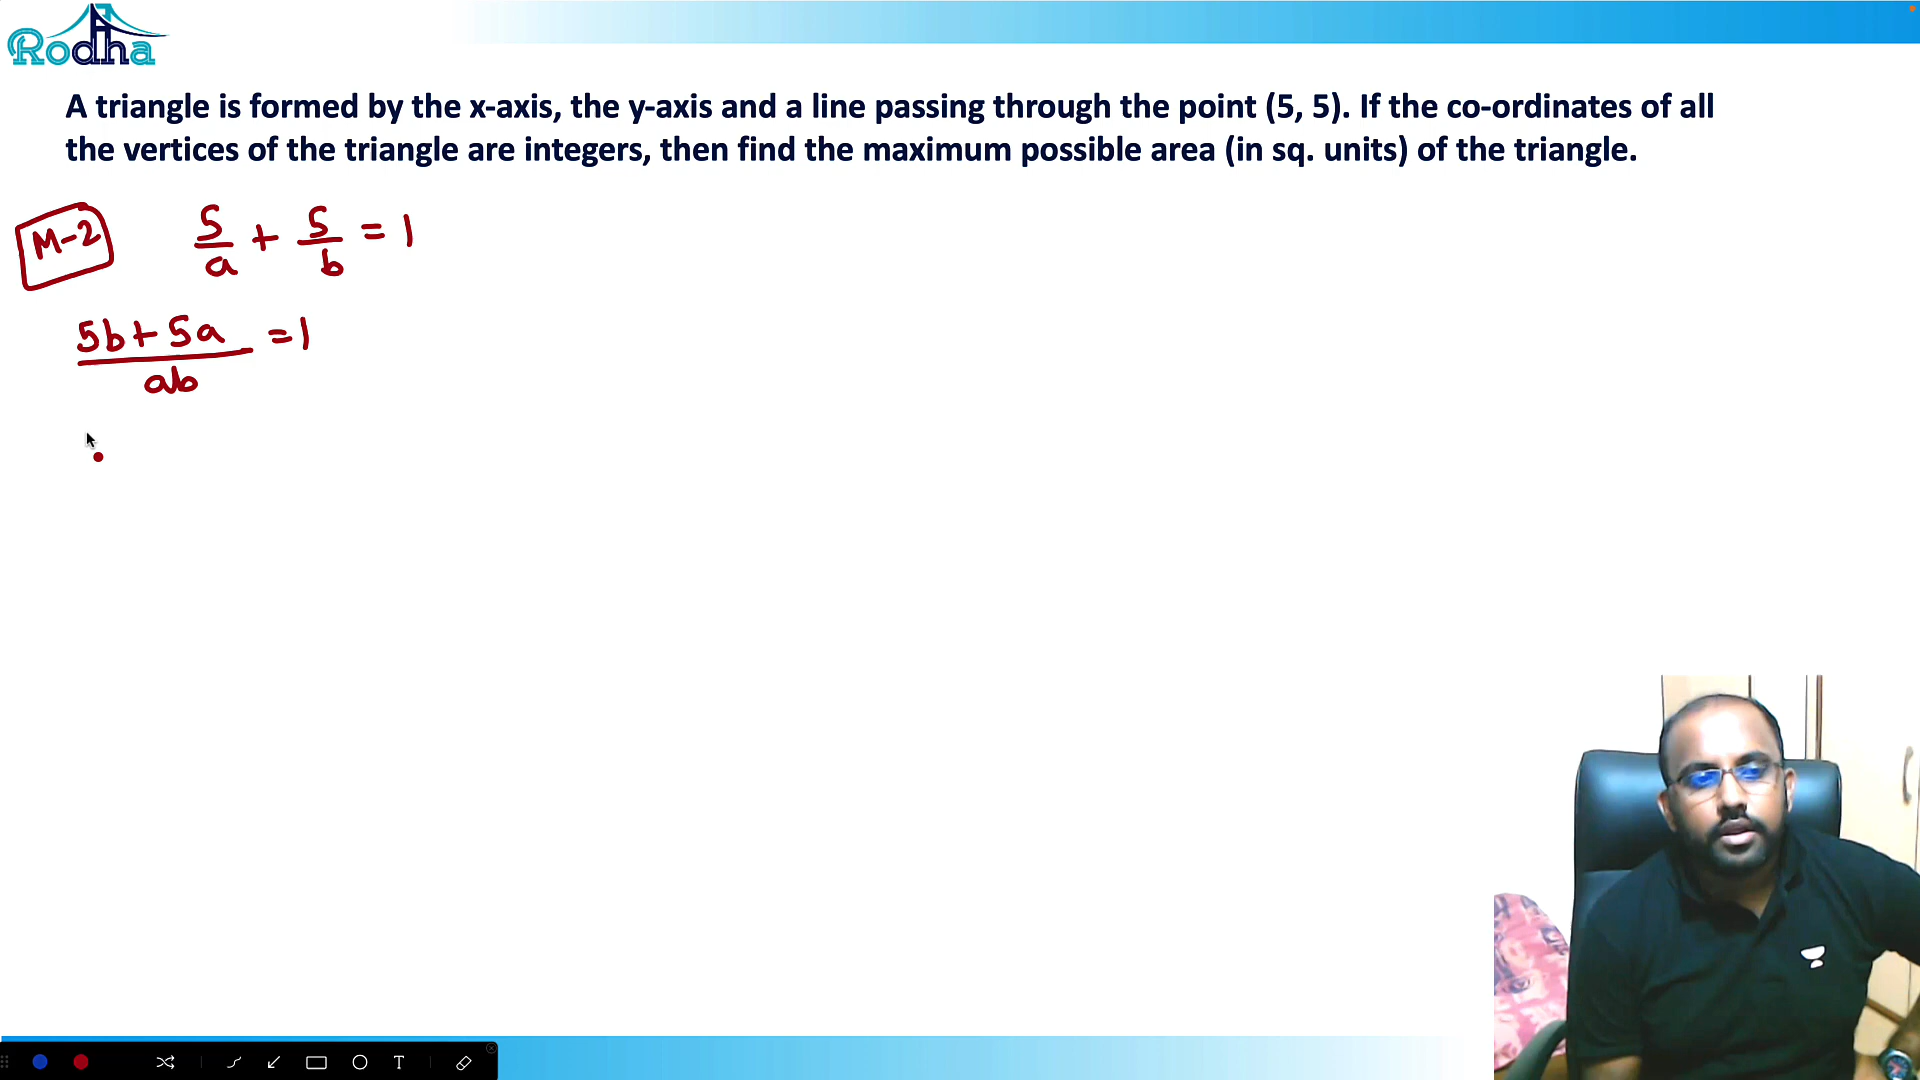 Rodha
A triangle is formed by the x-axis, the y-axis and a line passing through the point (5, 5). If the co-ordinates of all
the vertices of the triangle are integers, then find the maximum possible area (in sq. units) of the triangle.
M-2
5/a + 5/b = 1
(5b + 5a)/ab = 1
T